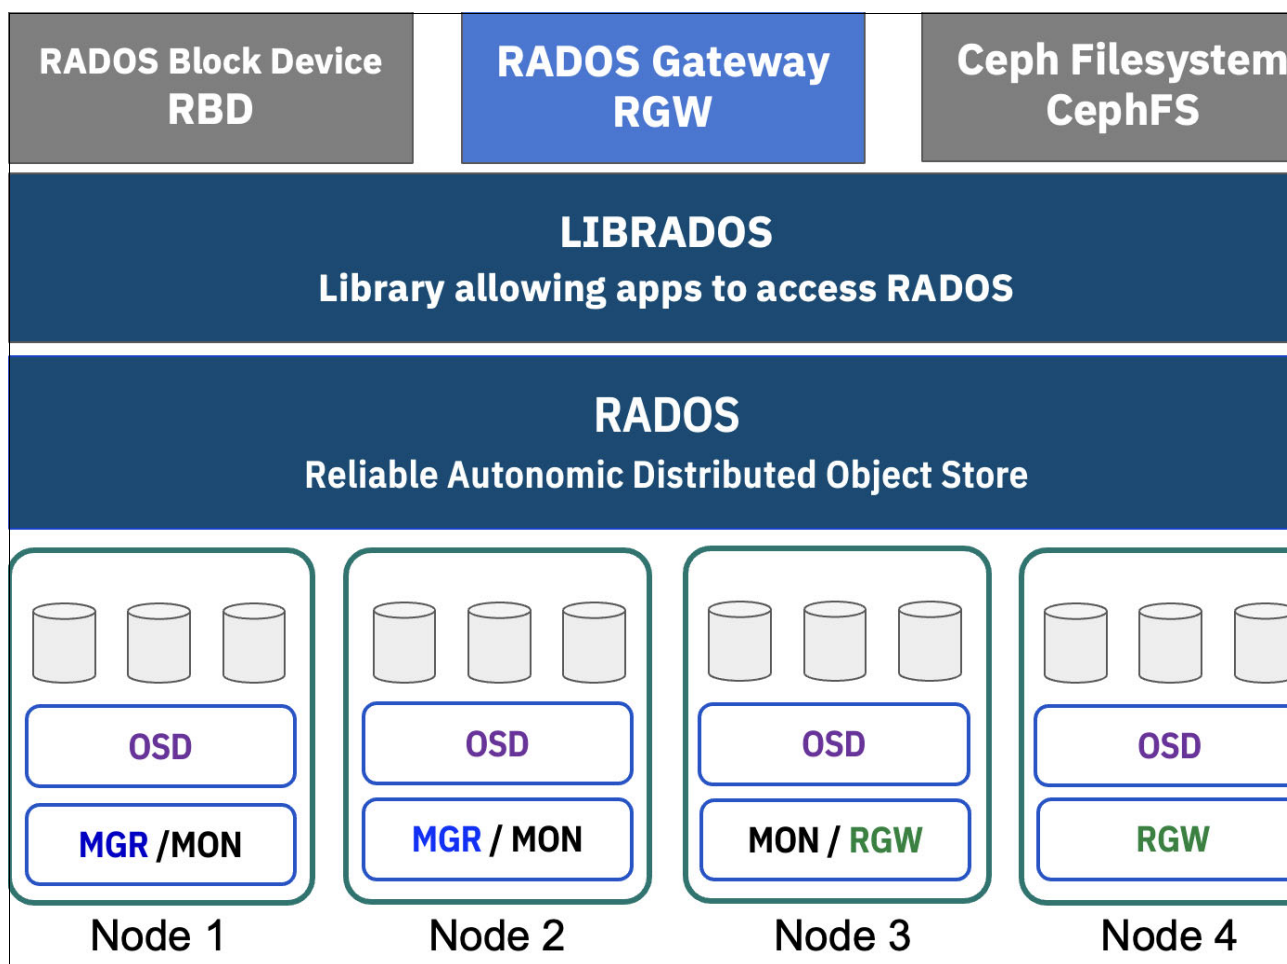 RADOS Block Device
RBD
RADOS Gateway
RGW
Ceph Filesystem
CephFS
LIBRADOS
Library allowing apps to access RADOS
RADOS
Reliable Autonomic Distributed Object Store
OSD
MGR /MON
Node 1
OSD
MGR / MON
Node 2
OSD
MON / RGW
Node 3
OSD
RGW
Node 4